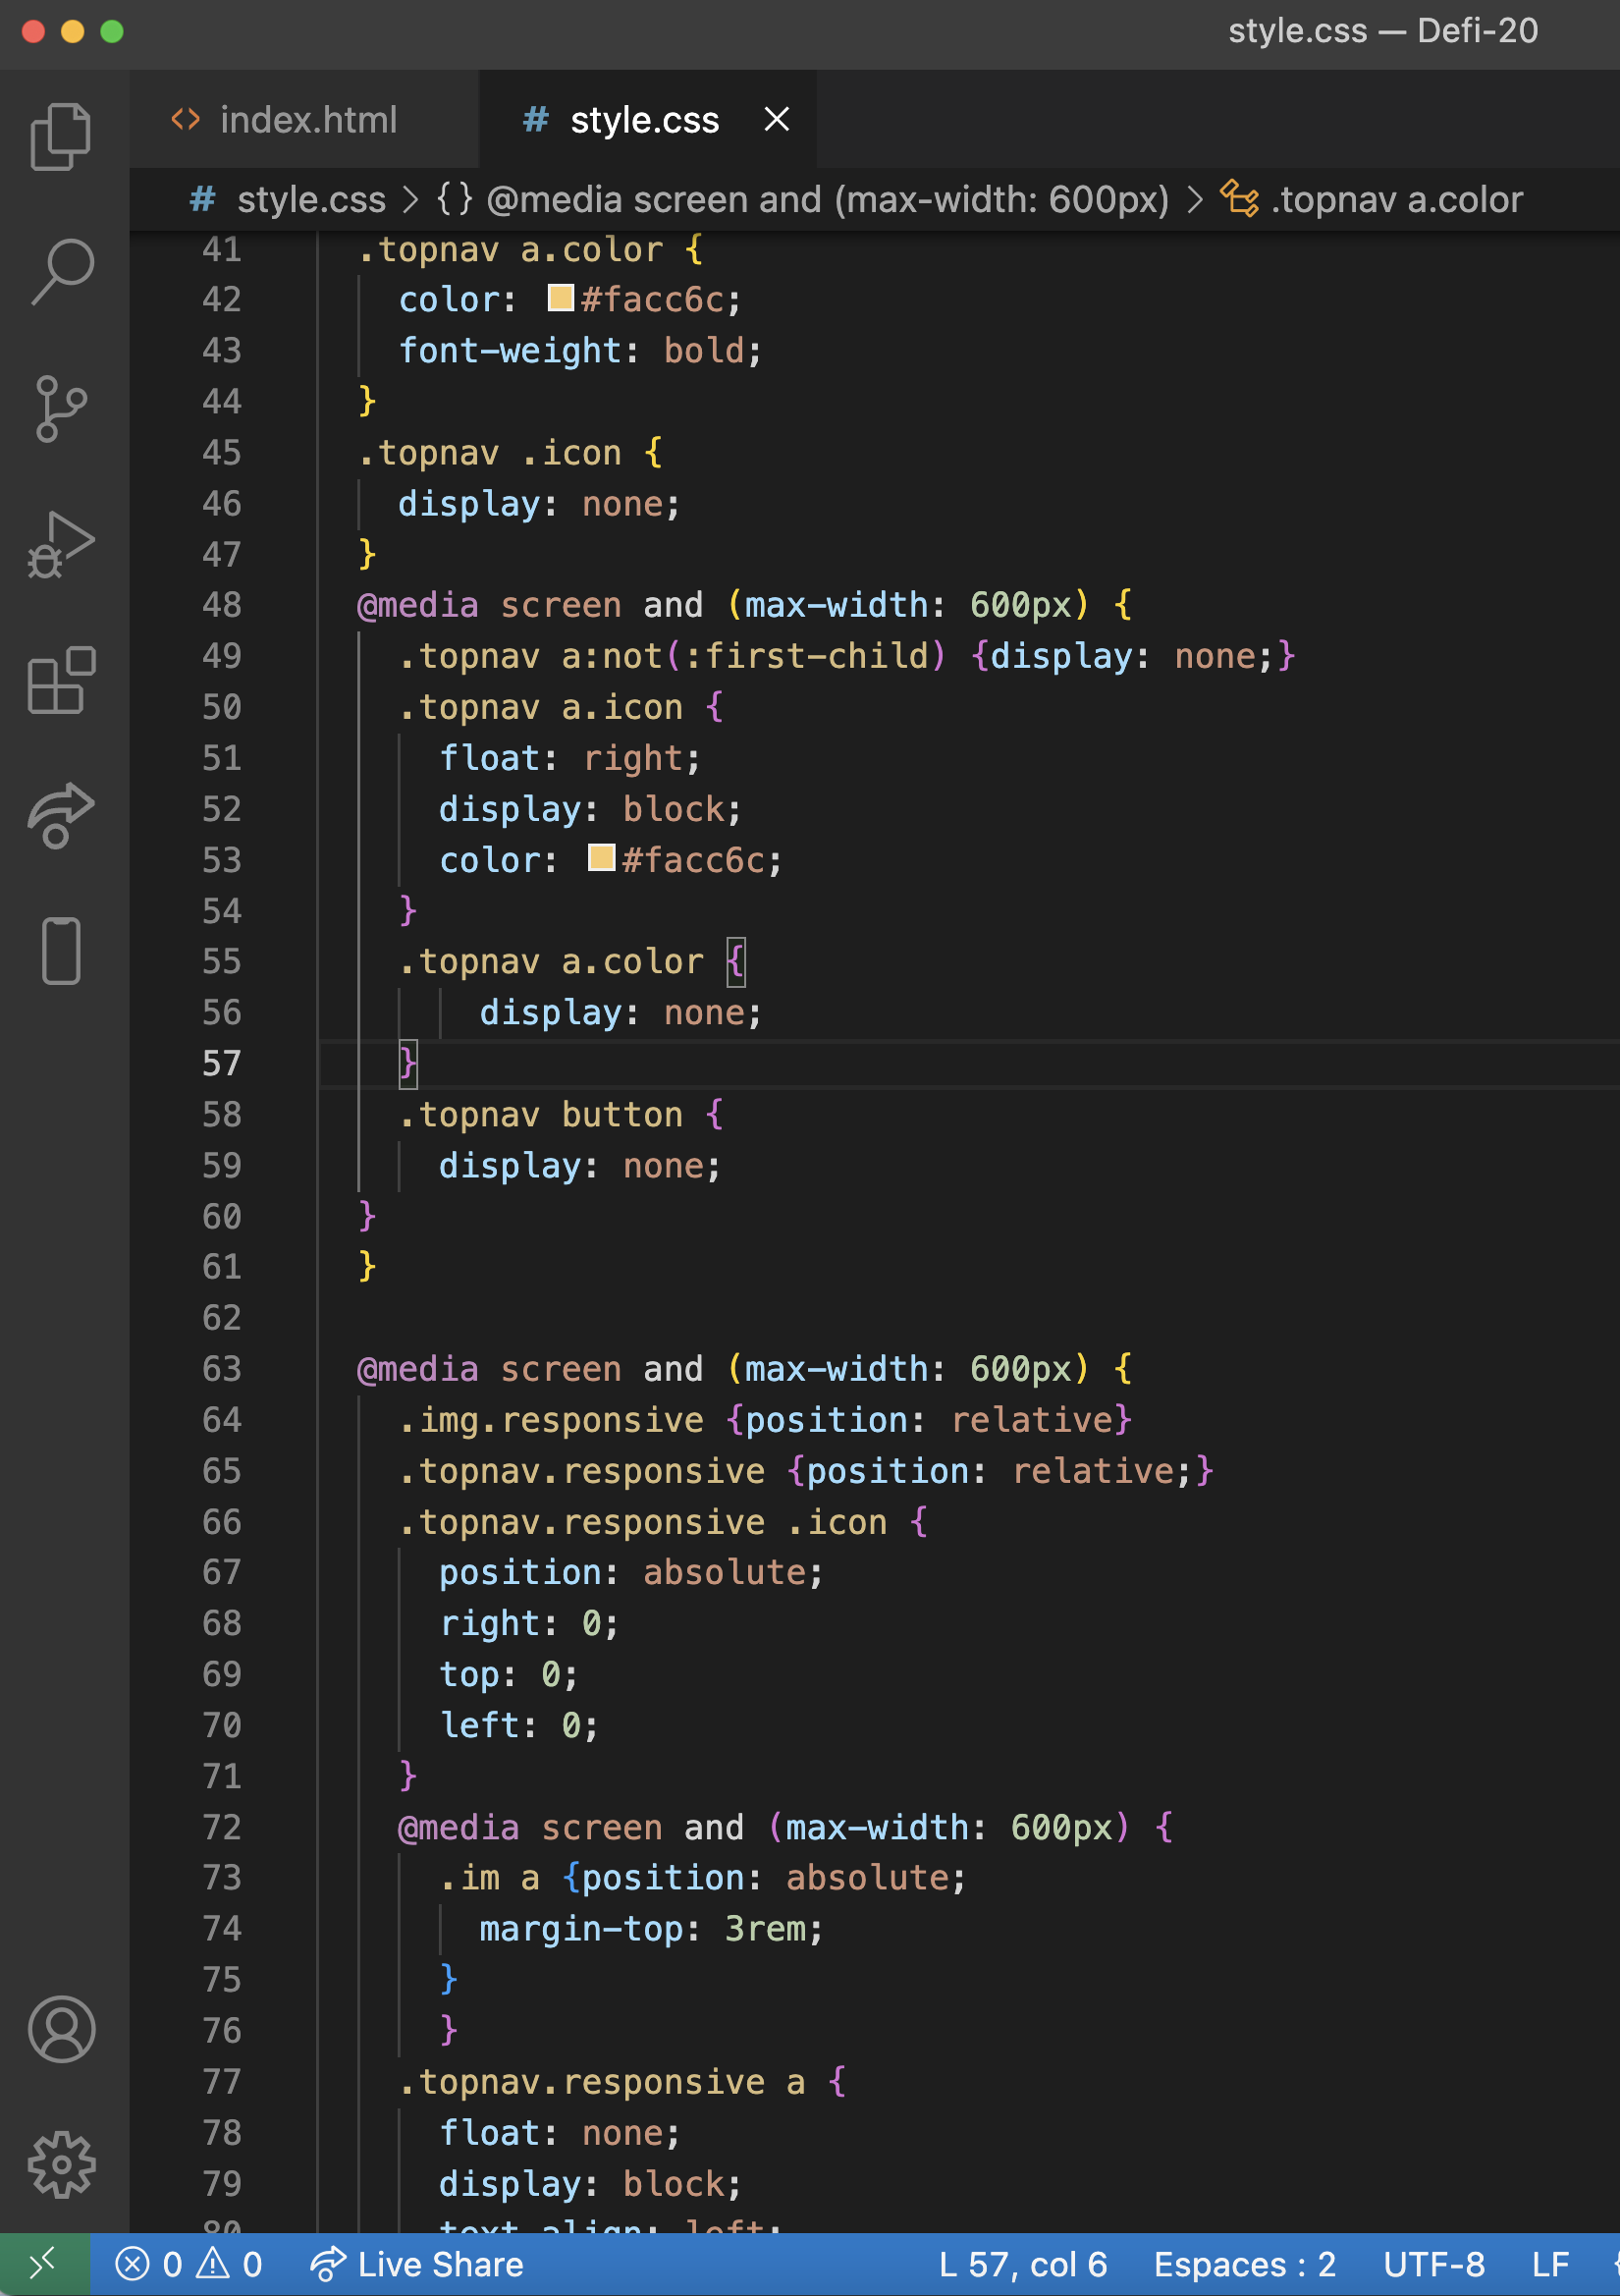 style.css — Defi-20
index.html
style.css
style.css > {} @media screen and (max-width: 600px) > .topnav a.color
41 .topnav a.color {
42 color: #facc6c;
43 font-weight: bold;
44 }
45 .topnav .icon {
46 display: none;
47 }
48 @media screen and (max-width: 600px) {
49 .topnav a:not(:first-child) {display: none;}
50 .topnav a.icon {
51 float: right;
52 display: block;
53 color: #facc6c;
54 }
55 .topnav a.color {
56 display: none;
57 }
58 .topnav button {
59 display: none;
60 }
61 }
62
63 @media screen and (max-width: 600px) {
64 .img.responsive {position: relative}
65 .topnav.responsive {position: relative;}
66 .topnav.responsive .icon {
67 position: absolute;
68 right: 0;
69 top: 0;
70 left: 0;
71 }
72 @media screen and (max-width: 600px) {
73 .im a {position: absolute;
74 margin-top: 3rem;
75 }
76 }
77 .topnav.responsive a {
78 float: none;
79 display: block;
80 text-align: left;
0 0 Live Share L 57, col 6 Espaces : 2 UTF-8 LF